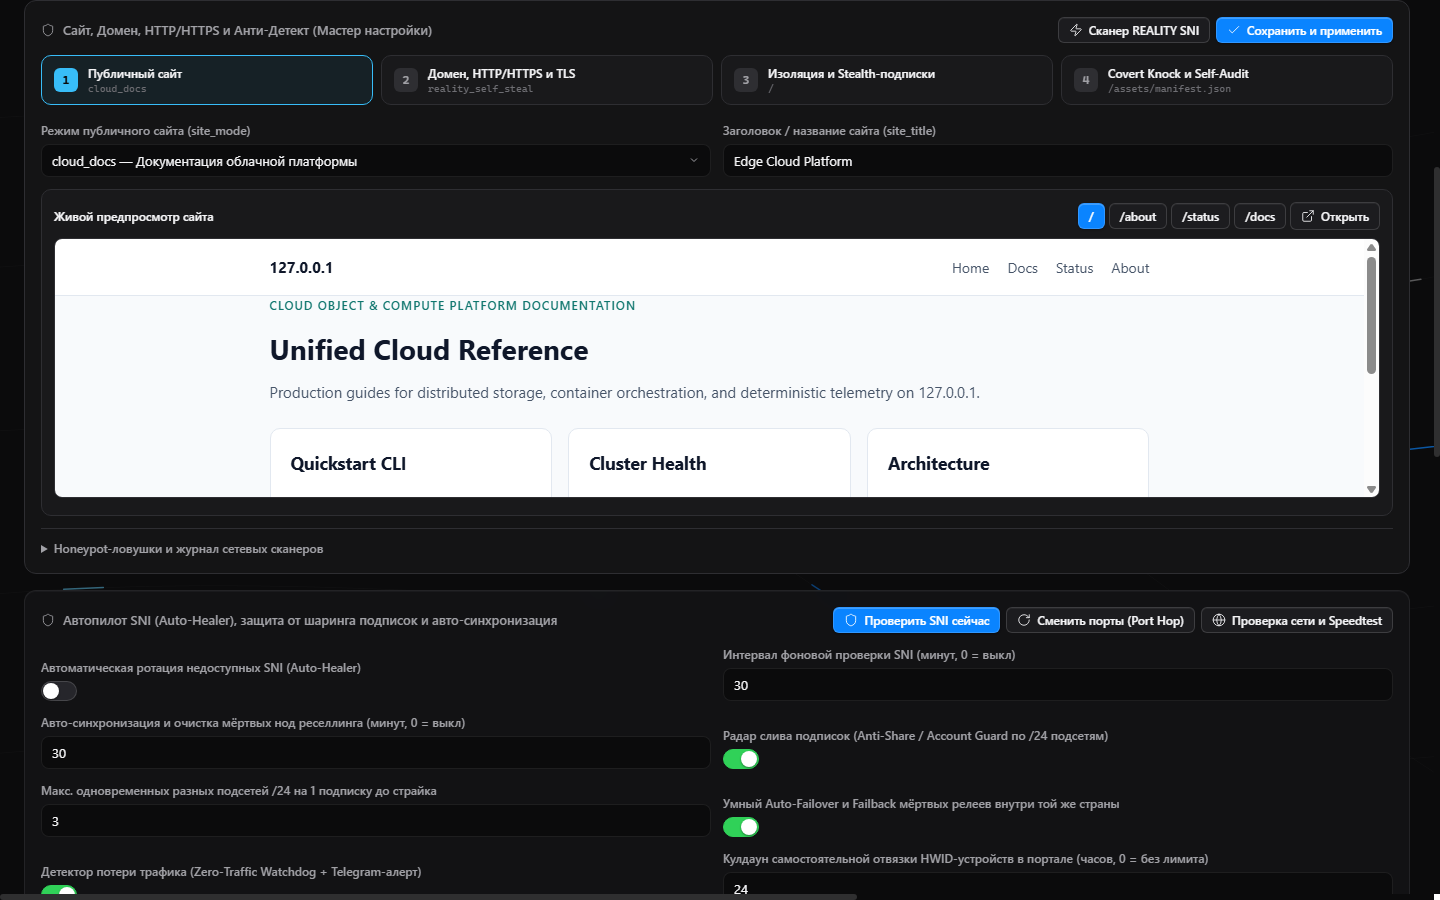 Сайт, Домен, HTTP/HTTPS и Анти-Детект (Мастер настройки)
Сканер REALITY SNI
Сохранить и применить
1
Публичный сайт
cloud_docs
2
Домен, HTTP/HTTPS и TLS
reality_self_steal
3
Изоляция и Stealth-подписки
/
4
Covert Knock и Self-Audit
/assets/manifest.json
Режим публичного сайта (site_mode)
cloud_docs — Документация облачной платформы
Заголовок / название сайта (site_title)
Edge Cloud Platform
Живой предпросмотр сайта
/
/about
/status
/docs
Открыть
127.0.0.1
Home
Docs
Status
About
CLOUD OBJECT & COMPUTE PLATFORM DOCUMENTATION
Unified Cloud Reference
Production guides for distributed storage, container orchestration, and deterministic telemetry on 127.0.0.1.
Quickstart CLI
Cluster Health
Architecture
Honeypot-ловушки и журнал сетевых сканеров
Автопилот SNI (Auto-Healer), защита от шаринга подписок и авто-синхронизация
Проверить SNI сейчас
Сменить порты (Port Hop)
Проверка сети и Speedtest
Автоматическая ротация недоступных SNI (Auto-Healer)
Интервал фоновой проверки SNI (минут, 0 = выкл)
30
Авто-синхронизация и очистка мёртвых нод реселлинга (минут, 0 = выкл)
30
Радар слива подписок (Anti-Share / Account Guard по /24 подсетям)
Макс. одновременных разных подсетей /24 на 1 подписку до страйка
3
Умный Auto-Failover и Failback мёртвых релеев внутри той же страны
Детектор потери трафика (Zero-Traffic Watchdog + Telegram-алерт)
Кулдаун самостоятельной отвязки HWID-устройств в портале (часов, 0 = без лимита)
24